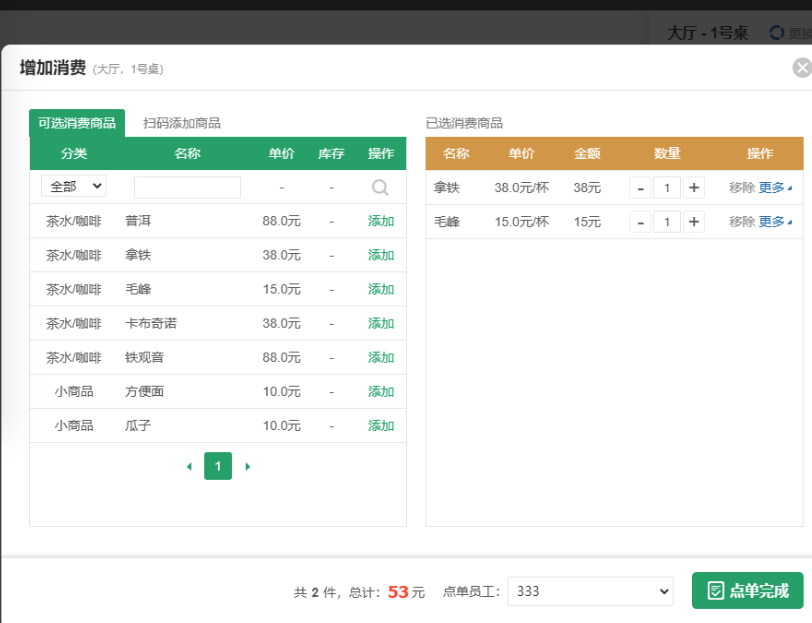 大厅 - 1号桌
增加消费 (大厅, 1号桌)
可选消费商品 扫码添加商品
分类 名称 单价 库存 操作
全部 - -
茶水/咖啡 普洱 88.0元 - 添加
茶水/咖啡 拿铁 38.0元 - 添加
茶水/咖啡 毛峰 15.0元 - 添加
茶水/咖啡 卡布奇诺 38.0元 - 添加
茶水/咖啡 铁观音 88.0元 - 添加
小商品 方便面 10.0元 - 添加
小商品 瓜子 10.0元 - 添加
1
已选消费商品
名称 单价 金额 数量 操作
拿铁 38.0元/杯 38元 - 1 + 移除 更多
毛峰 15.0元/杯 15元 - 1 + 移除 更多
共 2 件, 总计: 53 元 点单员工: 333 点单完成